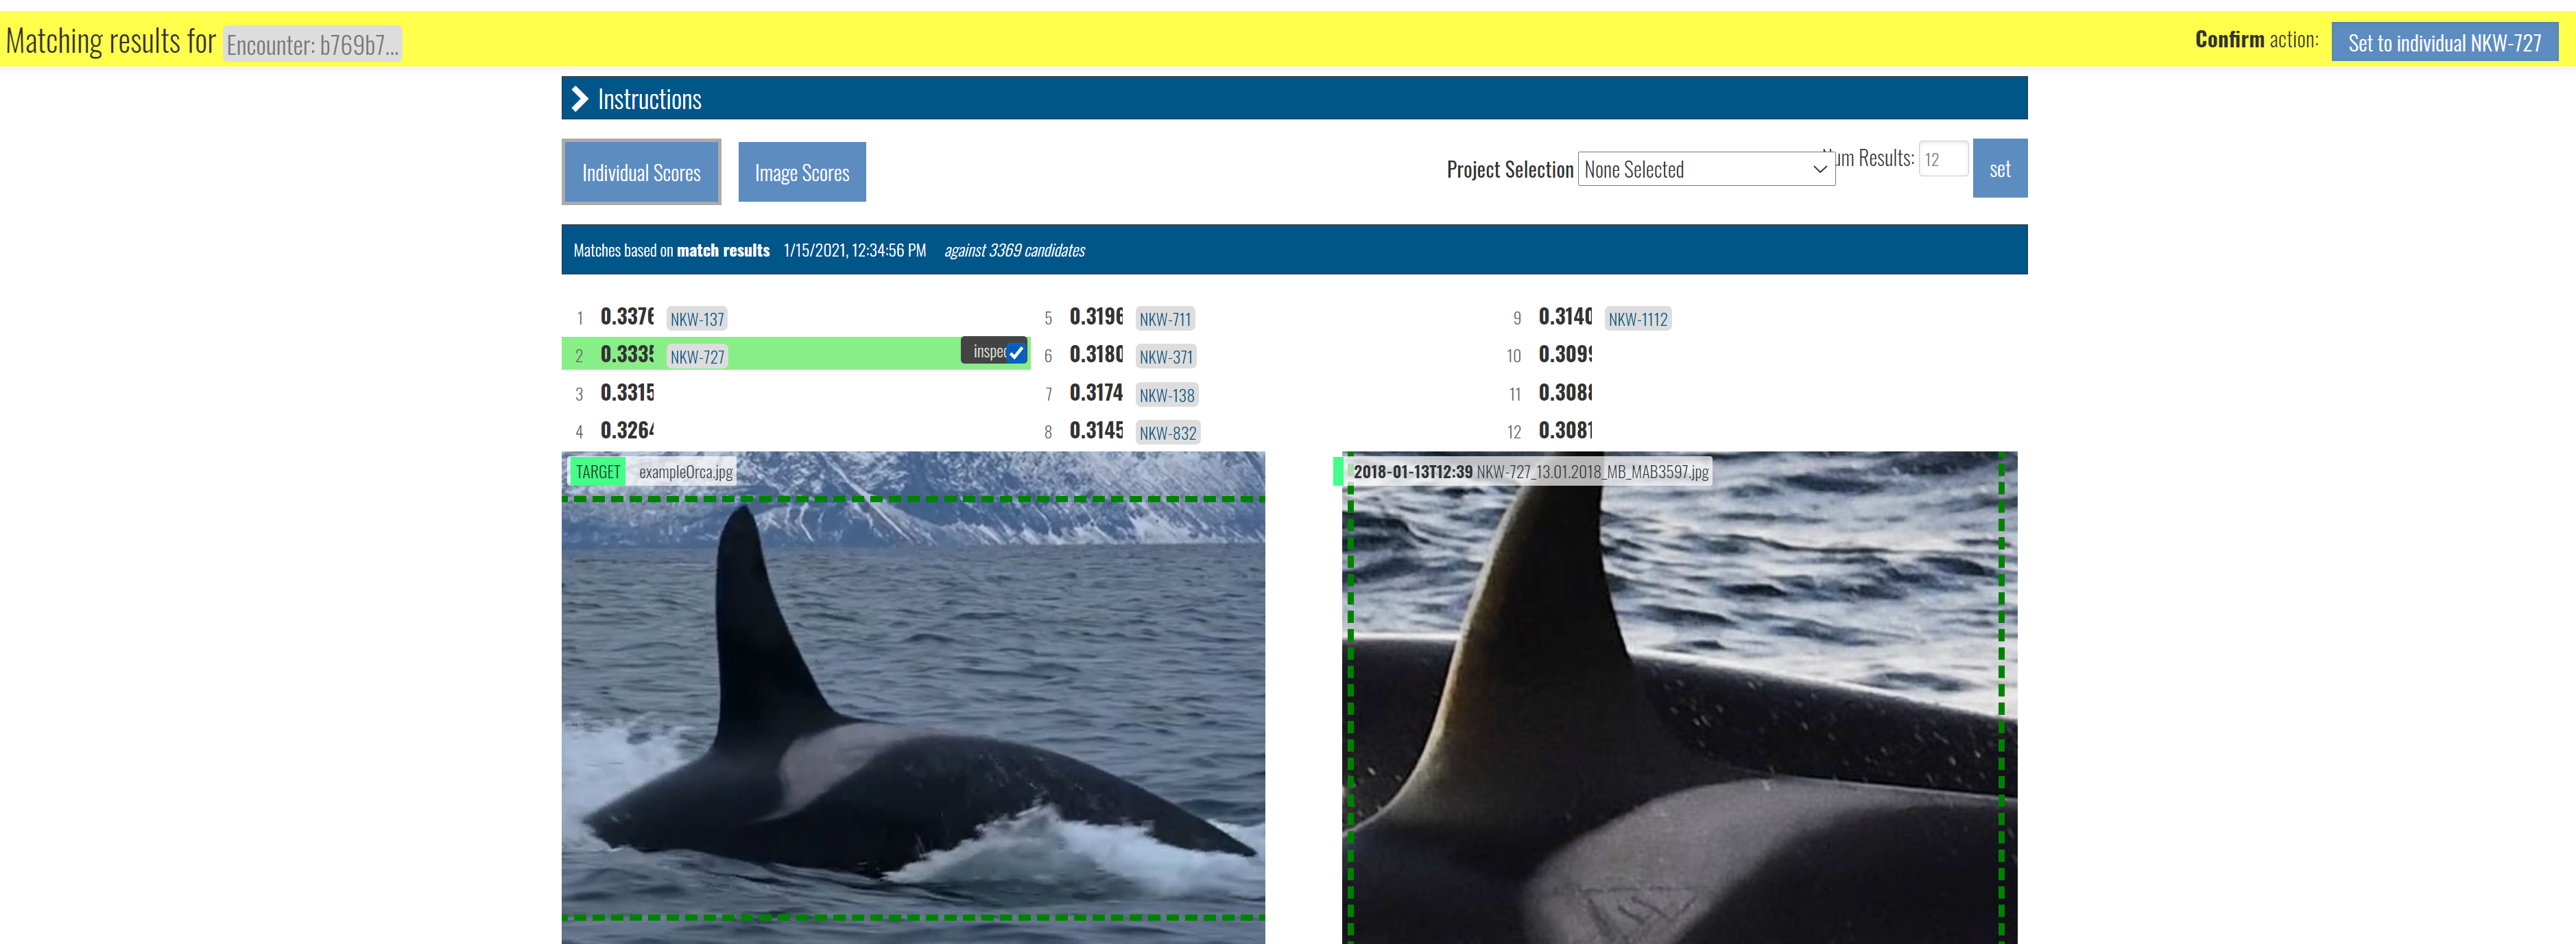 Matching results for Encounter: b769b7...
Confirm action: Set to individual NKW-727
Instructions
Individual Scores Image Scores
Project Selection None Selected
Results: 12 set
Matches based on match results 1/15/2021, 12:34:56 PM against 3369 candidates
1 0.3376 NKW-137
2 0.3335 NKW-727
3 0.3315
4 0.3264
5 0.3196 NKW-711
6 0.3180 NKW-371
7 0.3174 NKW-138
8 0.3145 NKW-832
9 0.3140 NKW-1112
10 0.3099
11 0.3088
12 0.3081
TARGET exampleOrca.jpg
2018-01-13T12:39 NKW-727_13.01.2018_MB_MAB3597.jpg